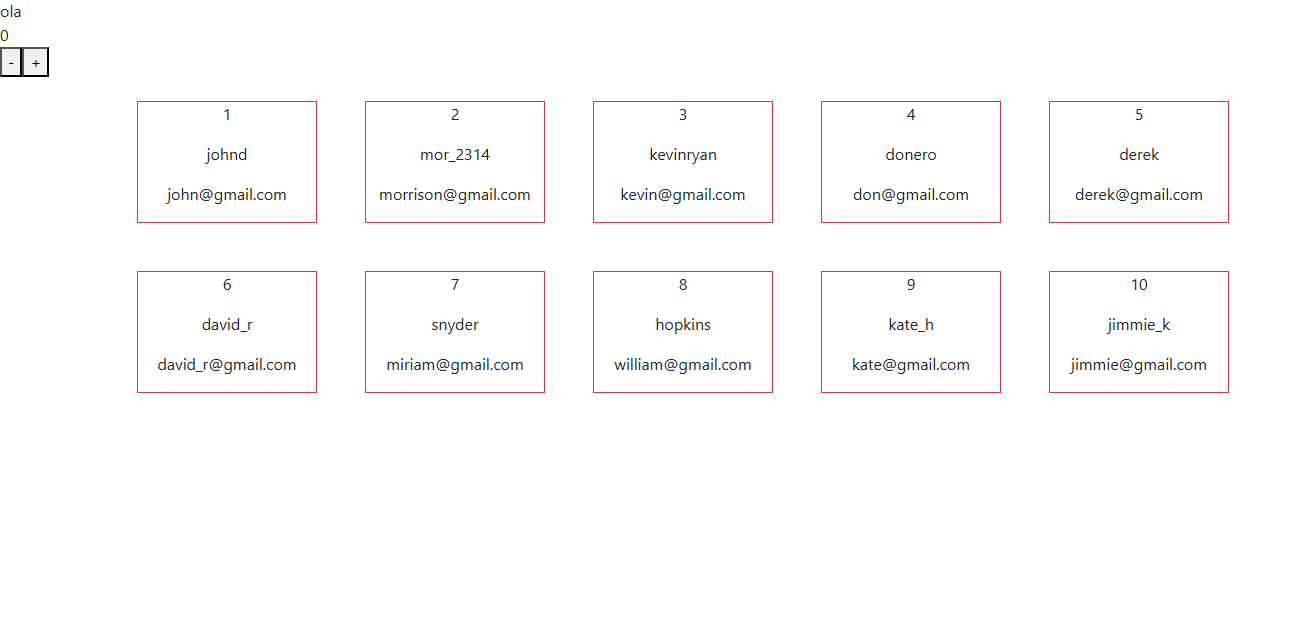 ola
0
- +
1
johnd
john@gmail.com
2
mor_2314
morrison@gmail.com
3
kevinryan
kevin@gmail.com
4
donero
don@gmail.com
5
derek
derek@gmail.com
6
david_r
david_r@gmail.com
7
snyder
miriam@gmail.com
8
hopkins
william@gmail.com
9
kate_h
kate@gmail.com
10
jimmie_k
jimmie@gmail.com